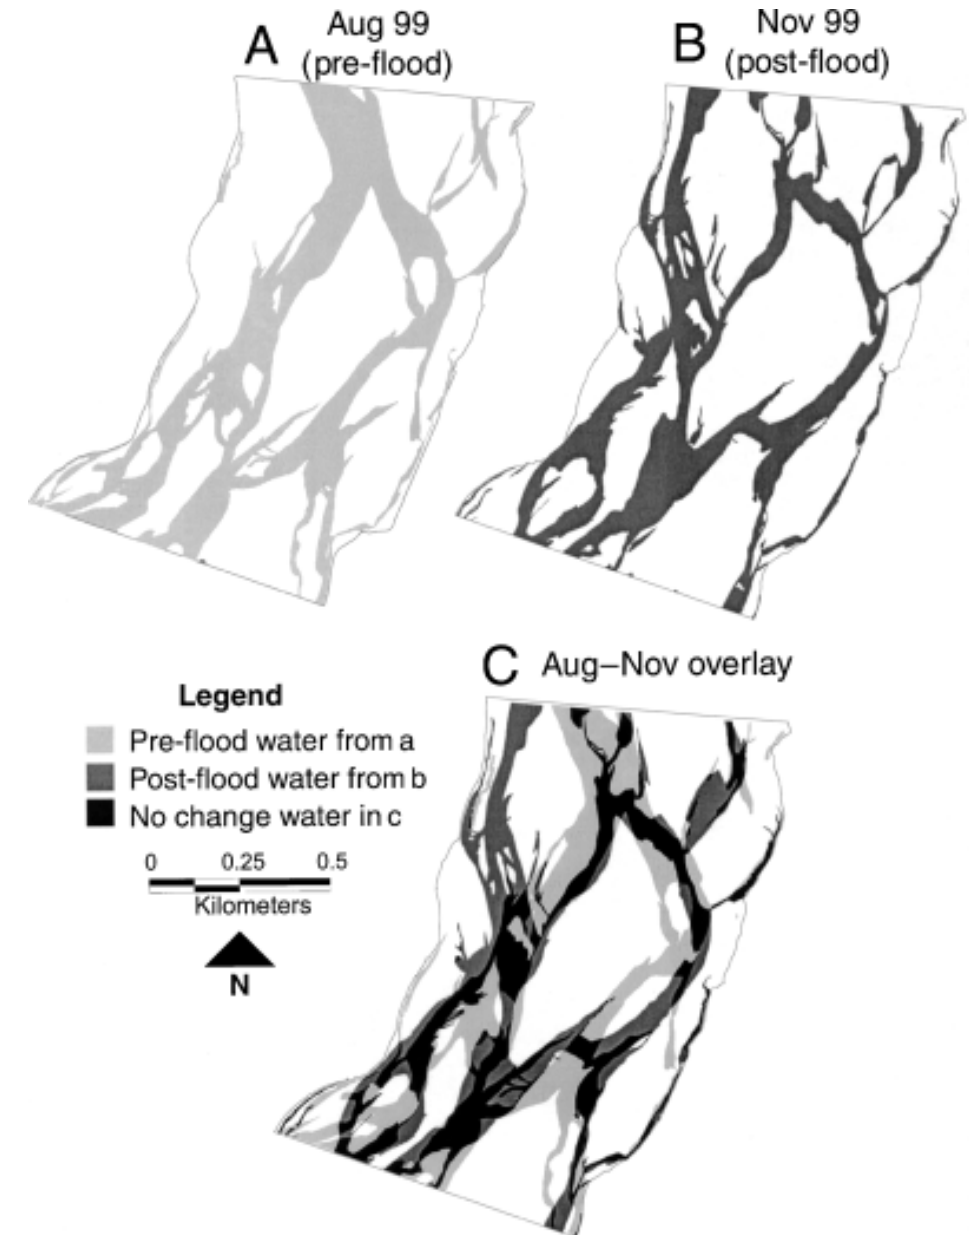 A
Aug 99
(pre-flood)
B
Nov 99
(post-flood)
C
Aug–Nov overlay
Legend
Pre-flood water from a
Post-flood water from b
No change water in c
0 0.25 0.5
Kilometers
N